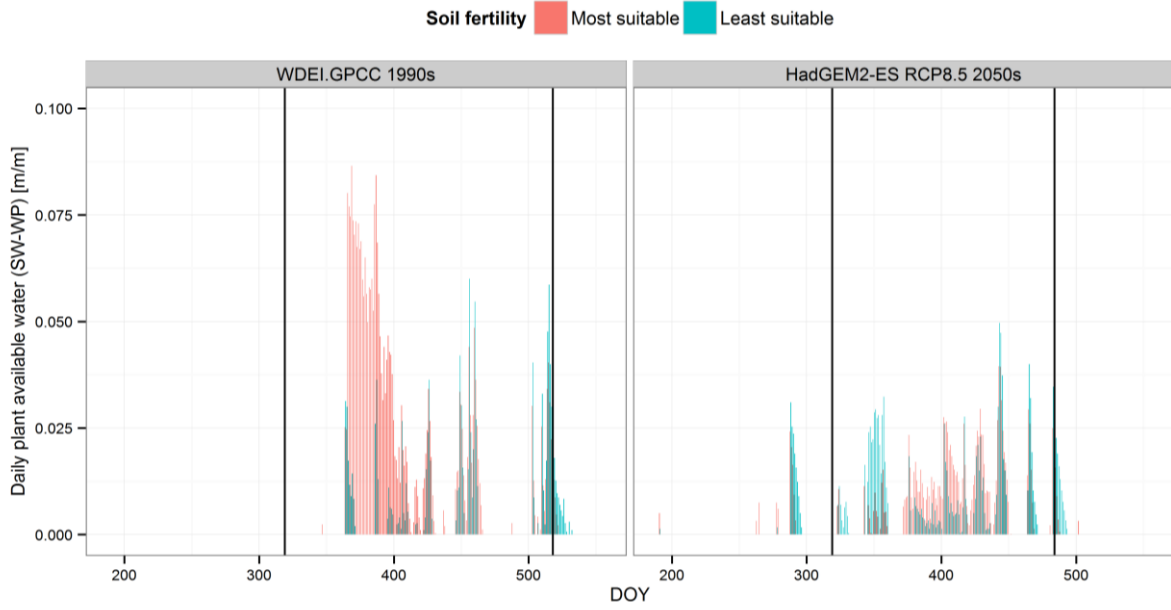 Soil fertility Most suitable Least suitable
WDEI.GPCC 1990s HadGEM2-ES RCP8.5 2050s
Daily plant available water (SW-WP) [m/m]
0.100
0.075
0.050
0.025
0.000
200 300 400 500 200 300 400 500
DOY